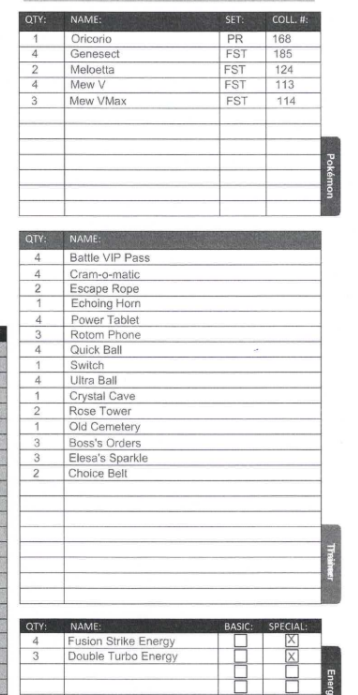 QTY: NAME: SET: COLL. #:
1 Oricorio PR 168
4 Genesect FST 185
2 Meloetta FST 124
4 Mew V FST 113
3 Mew VMax FST 114
Pokémon
QTY: NAME:
4 Battle VIP Pass
4 Cram-o-matic
2 Escape Rope
1 Echoing Horn
4 Power Tablet
3 Rotom Phone
4 Quick Ball
1 Switch
4 Ultra Ball
1 Crystal Cave
2 Rose Tower
1 Old Cemetery
3 Boss's Orders
3 Elesa's Sparkle
2 Choice Belt
Trainer
QTY: NAME: BASIC: SPECIAL:
4 Fusion Strike Energy X
3 Double Turbo Energy X
Energ